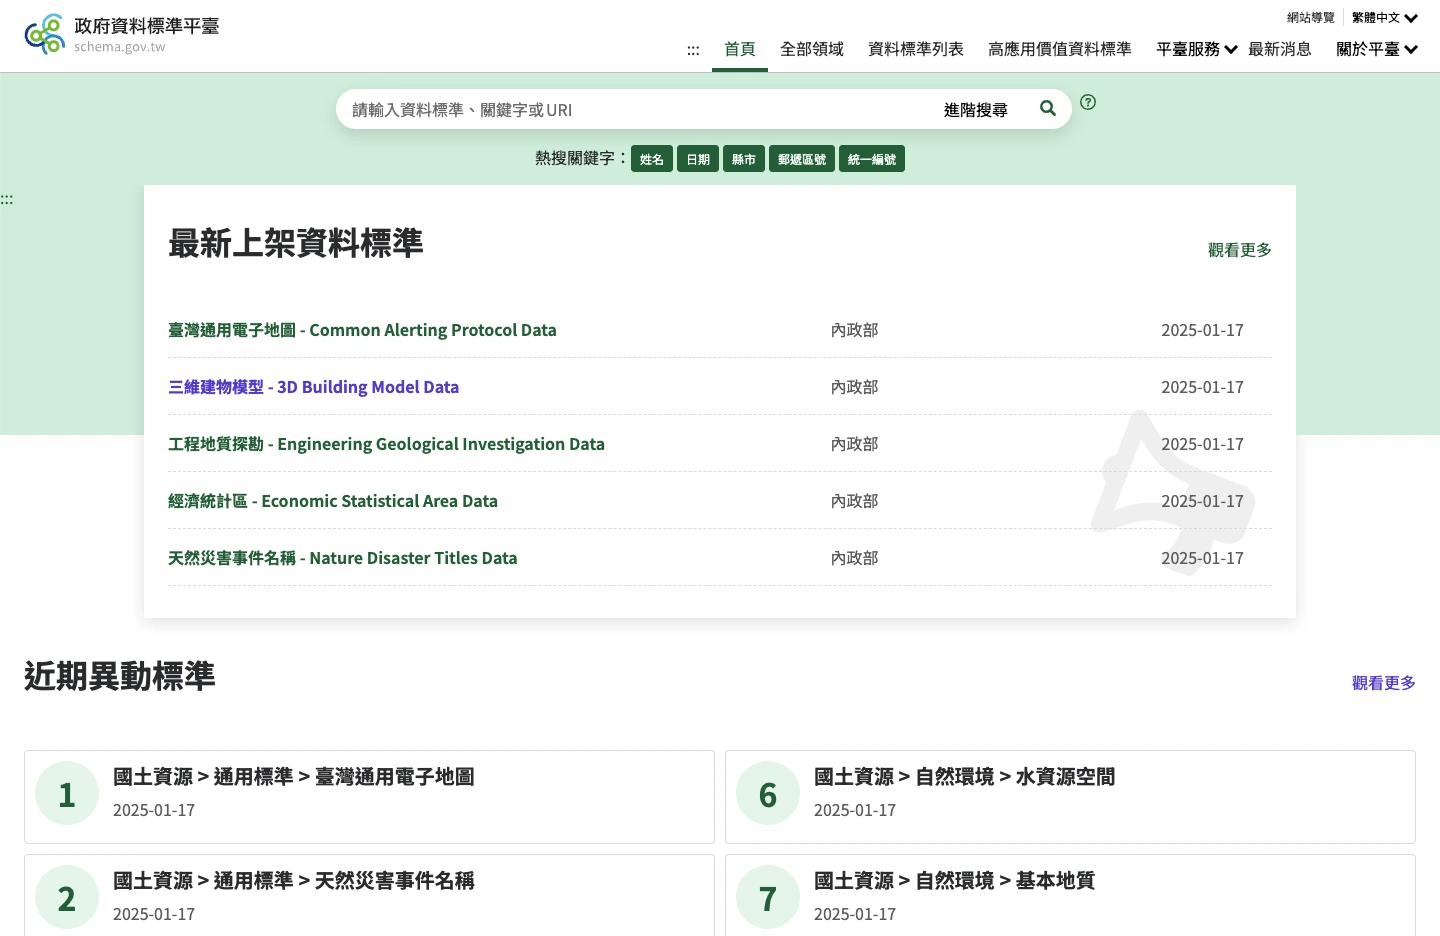 政府資料標準平臺
schema.gov.tw
網站導覽 繁體中文
::: 首頁 全部領域 資料標準列表 高應用價值資料標準 平臺服務 最新消息 關於平臺
請輸入資料標準、關鍵字或URI 進階搜尋
熱搜關鍵字： 姓名 日期 縣市 郵遞區號 統一編號
:::
最新上架資料標準 觀看更多
臺灣通用電子地圖 - Common Alerting Protocol Data 內政部 2025-01-17
三維建物模型 - 3D Building Model Data 內政部 2025-01-17
工程地質探勘 - Engineering Geological Investigation Data 內政部 2025-01-17
經濟統計區 - Economic Statistical Area Data 內政部 2025-01-17
天然災害事件名稱 - Nature Disaster Titles Data 內政部 2025-01-17
近期異動標準 觀看更多
1 國土資源 > 通用標準 > 臺灣通用電子地圖
2025-01-17
6 國土資源 > 自然環境 > 水資源空間
2025-01-17
2 國土資源 > 通用標準 > 天然災害事件名稱
2025-01-17
7 國土資源 > 自然環境 > 基本地質
2025-01-17